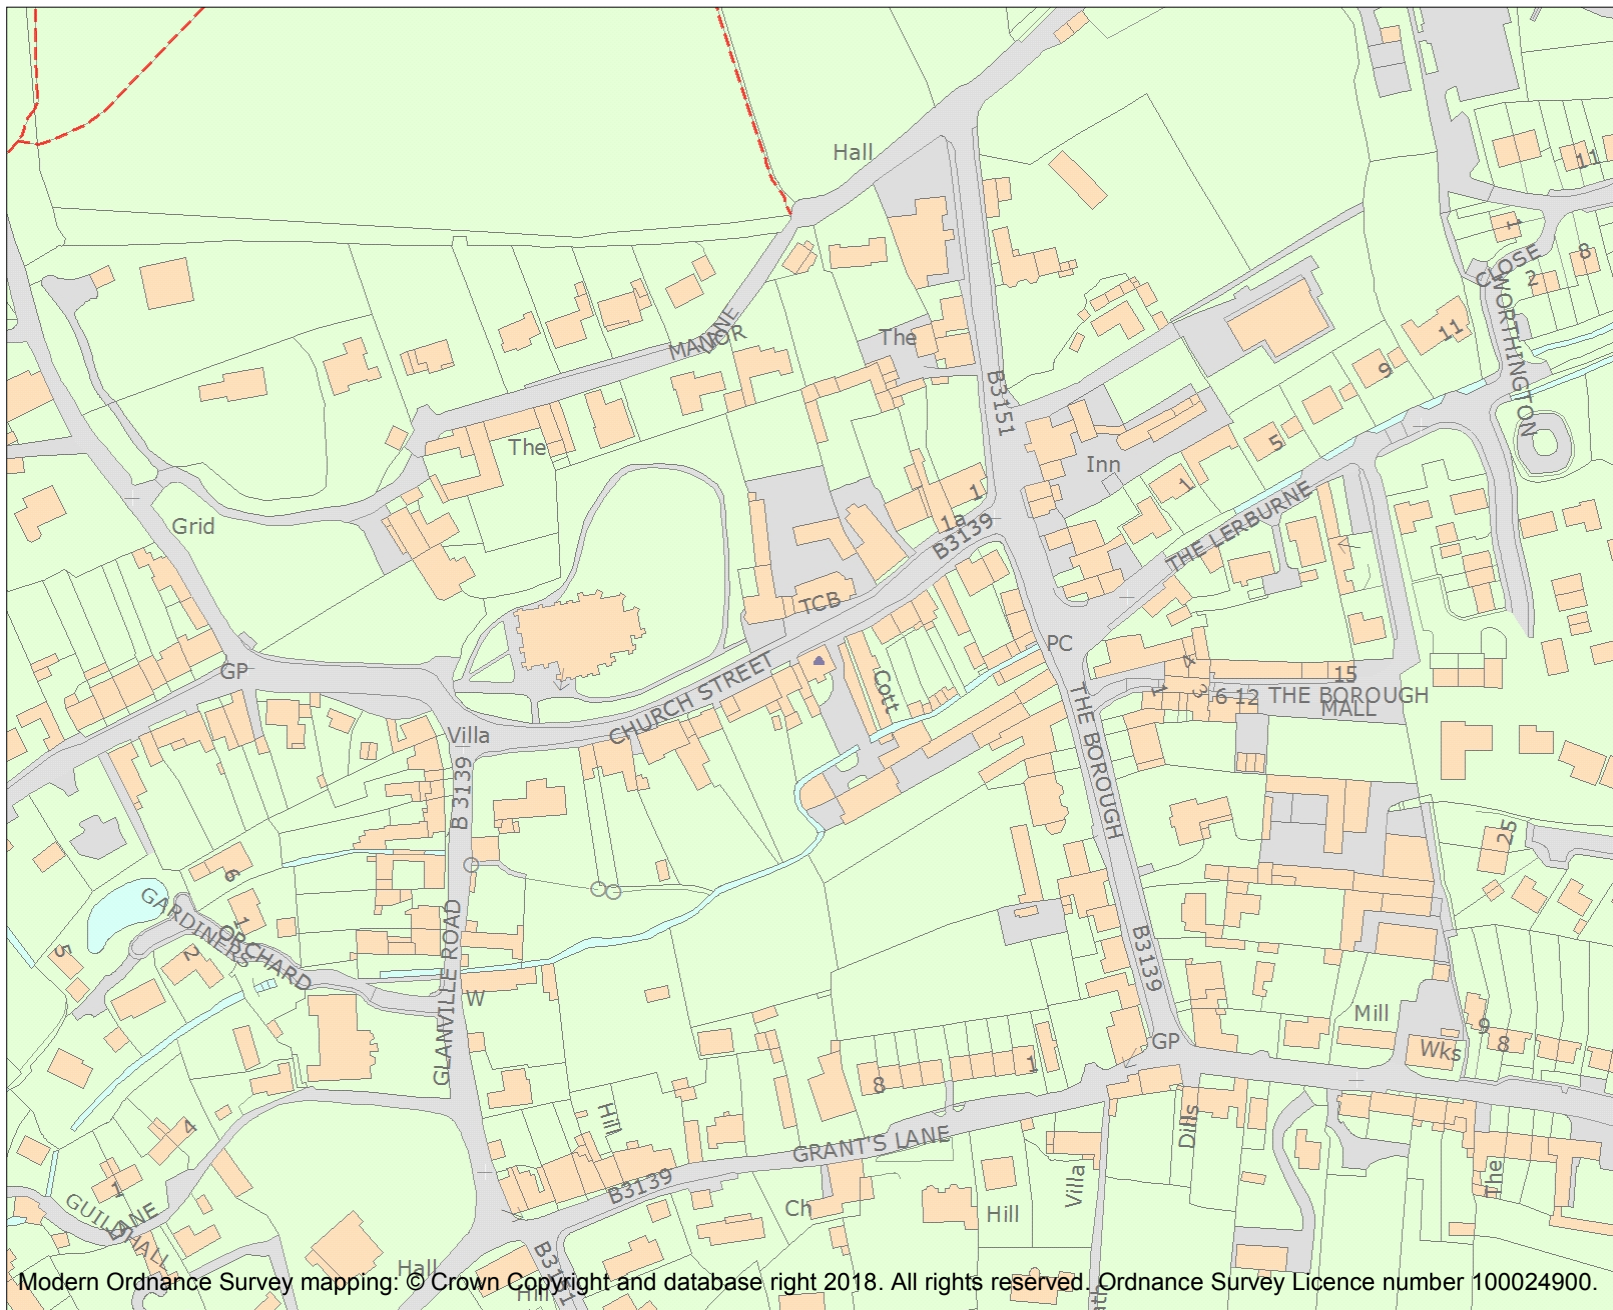 Hall
11
1
CLOSE
8
2
WORTHINGTON
11
MANOR
LANE
The
9
B3151
The
5
Inn
1
1
1a
B3139
Grid
THE LERBURNE
TCB
PC
GP
4
15
CHURCH STREET
Cott
1
3
6 12
THE BOROUGH
MALL
Villa
THE BOROUGH
B 3139
25
6
GARDINERS
ORCHARD
1
5
2
B3139
GLANVILLE ROAD
W
Mill
9
8
GP
Wks
1
8
Hill
4
GRANT'S LANE
Dills
1
B3139
Villa
The
GUILDHALL
LANE
Ch
Hill
Hall
B3151
Hill
Modern Ordnance Survey mapping: © Crown Copyright and database right 2018. All rights reserved. Ordnance Survey Licence number 100024900.